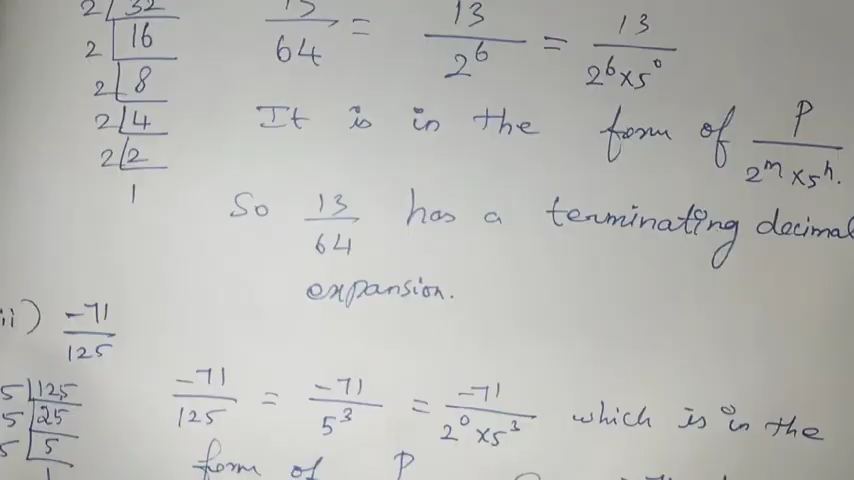 2 | 32
2 | 16
2 | 8
2 | 4
2 | 2
1
13/64 = 13/2^6 = 13/(2^6 × 5^0)
It is in the form of P/(2^m × 5^n).
So 13/64 has a terminating decimal
expansion.
ii) -71/125
5 | 125
5 | 25
5 | 5
1
-71/125 = -71/5^3 = -71/(2^0 × 5^3) which is in the
form of P